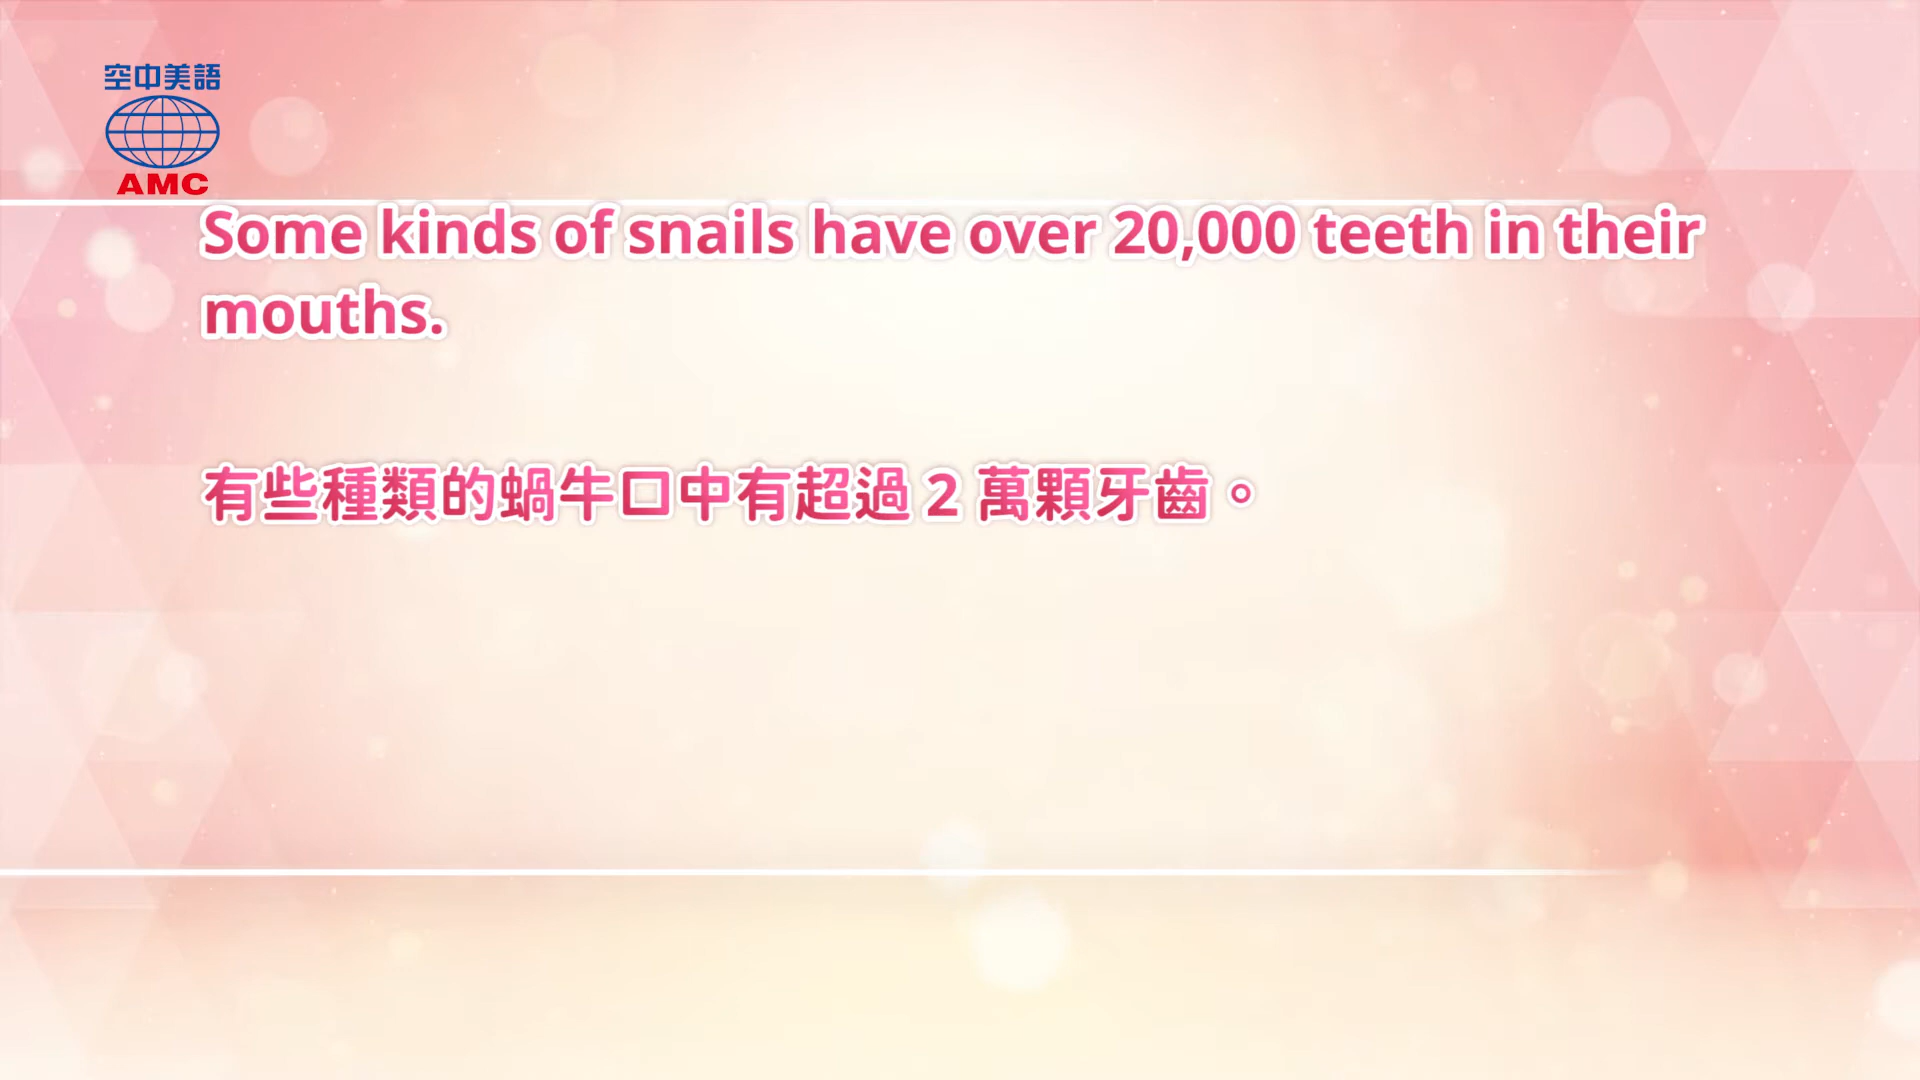 空中美語
AMC
Some kinds of snails have over 20,000 teeth in their
mouths.
有些種類的蝸牛口中有超過 2 萬顆牙齒。